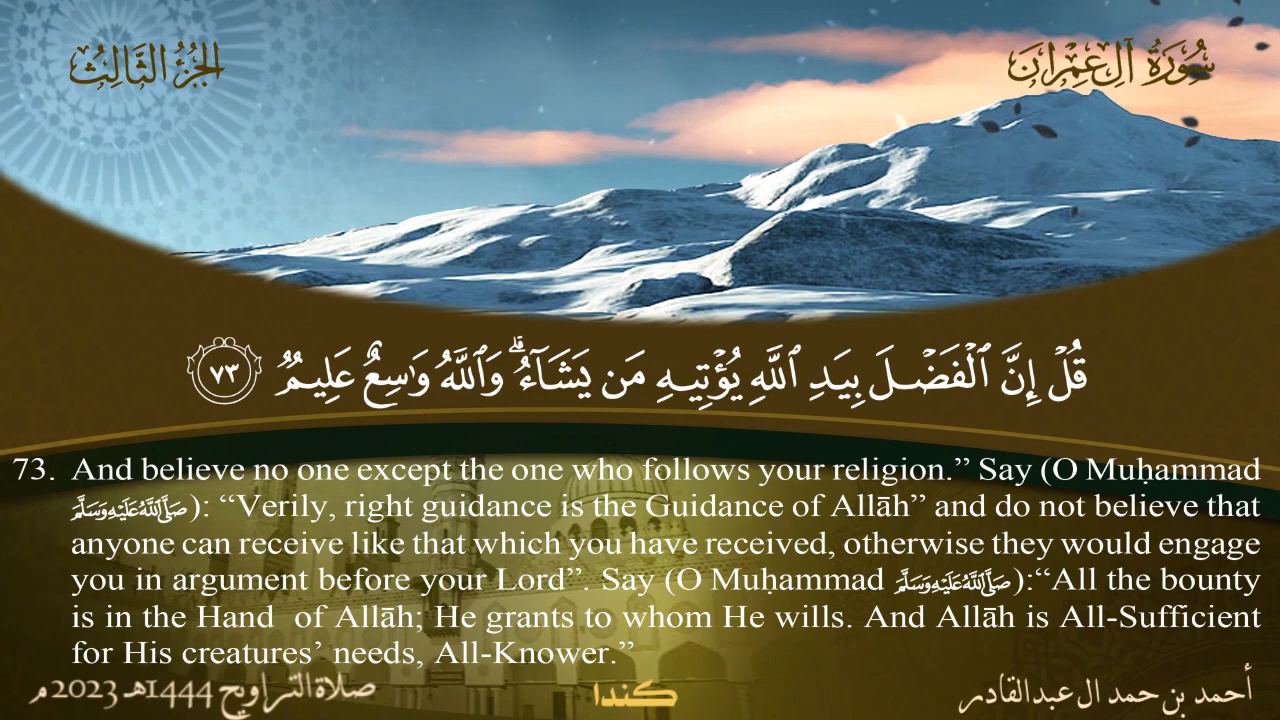 سُورَةُ آلِ عِمْرَانَ
الجُزْءُ الثَّالِثُ
قُلْ إِنَّ ٱلْفَضْلَ بِيَدِ ٱللَّهِ يُؤْتِيهِ مَن يَشَآءُ ۗ وَٱللَّهُ وَٰسِعٌ عَلِيمٌ ٧٣
73. And believe no one except the one who follows your religion.” Say (O Muḥammad
ﷺ): “Verily, right guidance is the Guidance of Allāh” and do not believe that
anyone can receive like that which you have received, otherwise they would engage
you in argument before your Lord”. Say (O Muḥammad ﷺ):“All the bounty
is in the Hand of Allāh; He grants to whom He wills. And Allāh is All-Sufficient
for His creatures’ needs, All-Knower.”
أحمد بن حمد ال عبدالقادر
كندا
صلاة التراويح 1444هـ 2023 م